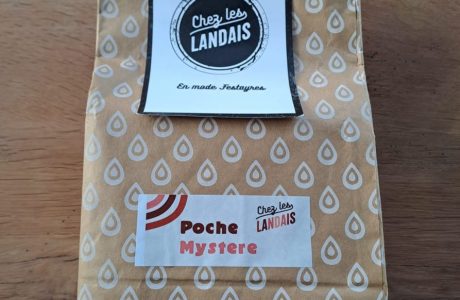 Chez les
LANDAIS
En mode Festayres
Poche
Mystere
Chez les
LANDAIS